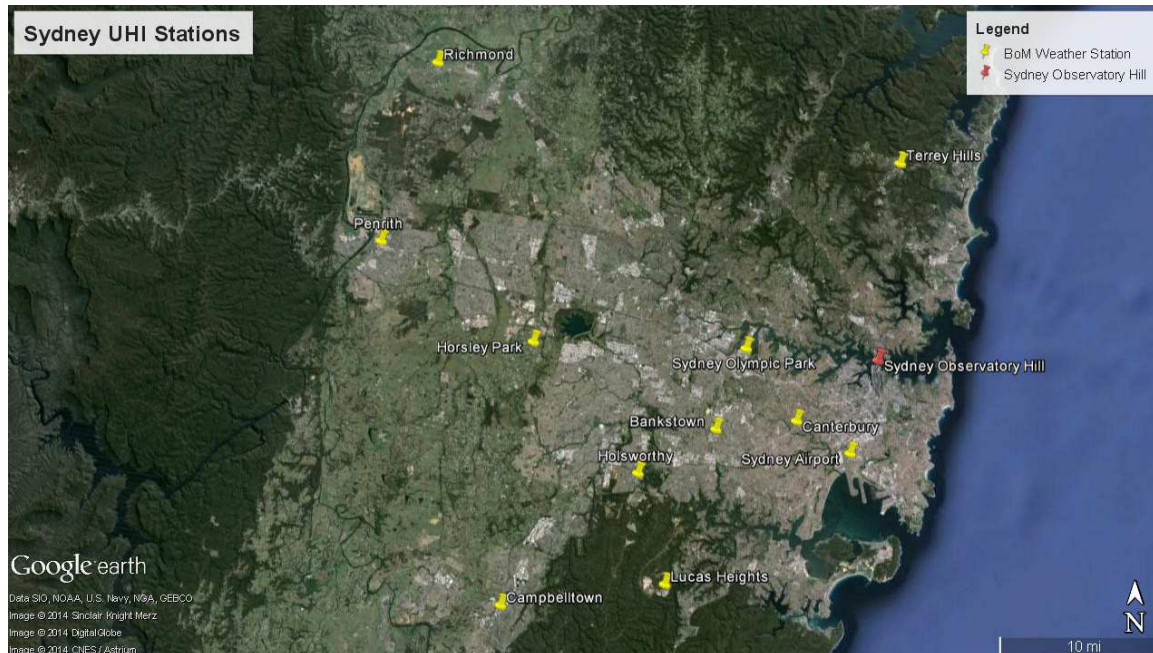 Sydney UHI Stations
Legend
BoM Weather Station
Sydney Observatory Hill
Richmond
Terrey Hills
Penrith
Horsley Park
Sydney Olympic Park
Sydney Observatory Hill
Bankstown
Canterbury
Holsworthy
Sydney Airport
Lucas Heights
Campbelltown
Google earth
Data SIO, NOAA, U.S. Navy, NGA, GEBCO
Image © 2014 Sinclair Knight Merz
Image © 2014 DigitalGlobe
Image © 2014 CNES / Astrium
N
10 mi